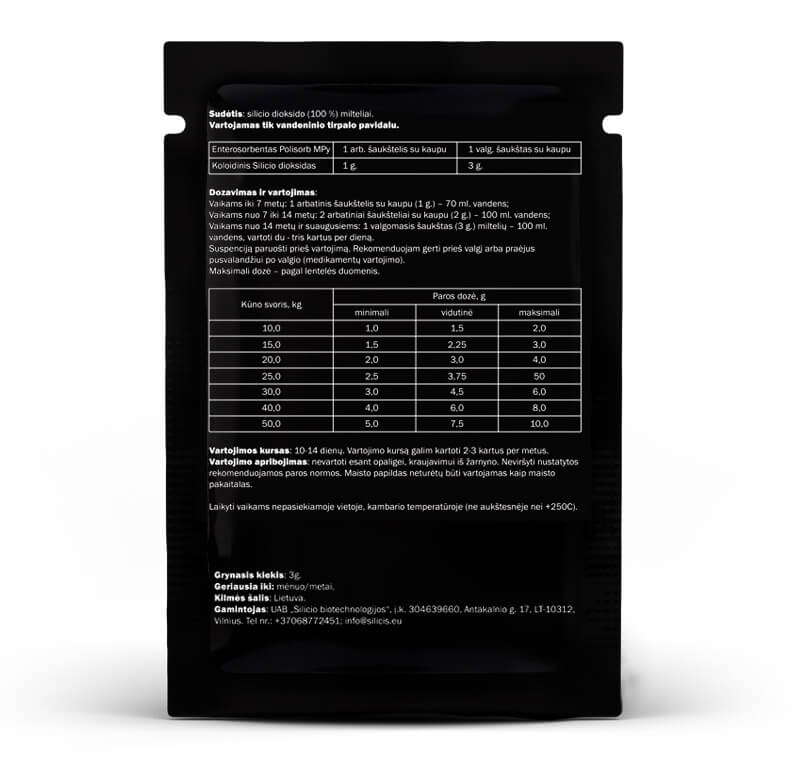 Sudėtis: silicio dioksido (100 %) milteliai.
Vartojamas tik vandeninio tirpalo pavidalu.
Enterosorbentas Polisorb MPy 1 arb. šaukštelis su kaupu 1 valg. šaukštas su kaupu
Koloidinis Silicio dioksidas 1 g. 3 g.
Dozavimas ir vartojimas:
Vaikams iki 7 metų: 1 arbatinis šaukštelis su kaupu (1 g.) – 70 ml. vandens;
Vaikams nuo 7 iki 14 metų: 2 arbatiniai šaukšteliai su kaupu (2 g.) – 100 ml. vandens;
Vaikams nuo 14 metų ir suaugusiems: 1 valgomasis šaukštas (3 g.) miltelių – 100 ml.
vandens, vartoti du - tris kartus per dieną.
Suspenciją paruošti prieš vartojimą. Rekomenduojam gerti prieš valgį arba praėjus
pusvalandžiui po valgio (medikamentų vartojimo).
Maksimali dozė – pagal lentelės duomenis.
Kūno svoris, kg Paros dozė, g
minimali vidutinė maksimali
10,0 1,0 1,5 2,0
15,0 1,5 2,25 3,0
20,0 2,0 3,0 4,0
25,0 2,5 3,75 50
30,0 3,0 4,5 6,0
40,0 4,0 6,0 8,0
50,0 5,0 7,5 10,0
Vartojimos kursas: 10-14 dienų. Vartojimo kursą galim kartoti 2-3 kartus per metus.
Vartojimo apribojimas: nevartoti esant opaligei, kraujavimui iš žarnyno. Neviršyti nustatytos
rekomenduojamos paros normos. Maisto papildas neturėtų būti vartojamas kaip maisto
pakaitalas.
Laikyti vaikams nepasiekiamoje vietoje, kambario temperatūroje (ne aukštesnėje nei +250C).
Grynasis kiekis: 3g.
Geriausia iki: mėnuo/metai.
Kilmės šalis: Lietuva.
Gamintojas: UAB „Silicio biotechnologijos“, į.k. 304639660, Antakalnio g. 17, LT-10312,
Vilnius. Tel nr.: +37068772451; info@silicis.eu